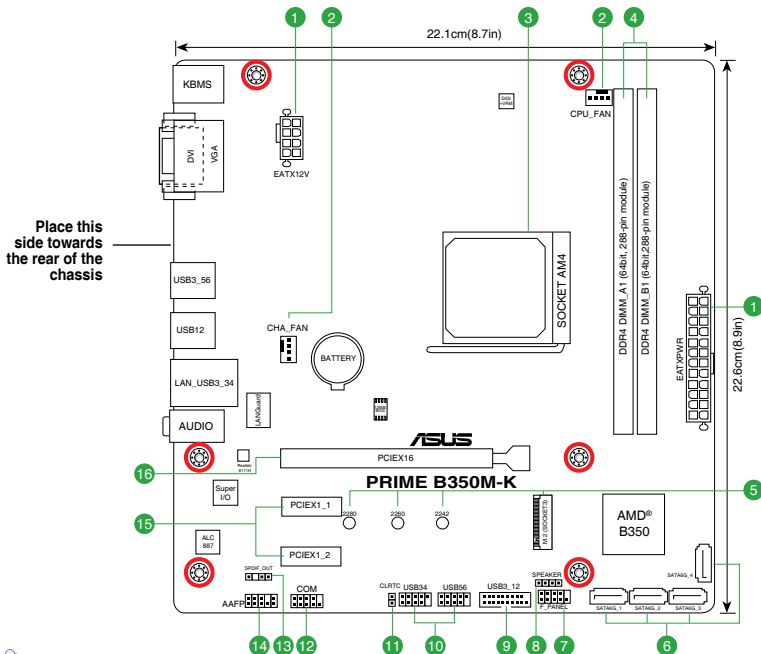 1
2
3
2
4
22.1cm(8.7in)
KBMS
DIGI
+VRM
CPU_FAN
DVI
VGA
EATX12V
Place this
side towards
the rear of the
chassis
SOCKET AM4
DDR4 DIMM_A1 (64bit, 288-pin module)
DDR4 DIMM_B1 (64bit,288-pin module)
EATXPWR
1
22.6cm(8.9in)
USB3_56
USB12
CHA_FAN
BATTERY
LAN_USB3_34
LANGuard
AUDIO
ASUS
PCIEX16
16
PRIME B350M-K
Super
I/O
PCIEX1_1
2280
2260
2242
5
M.2 (SOCKET3)
AMD®
B350
15
ALC
887
PCIEX1_2
SATA6G_4
SPDIF_OUT
AAFP
COM
CLRTC
USB34
USB56
USB3_12
SPEAKER
F_PANEL
SATA6G_1
SATA6G_2
SATA6G_3
14
13
12
11
10
9
8
7
6